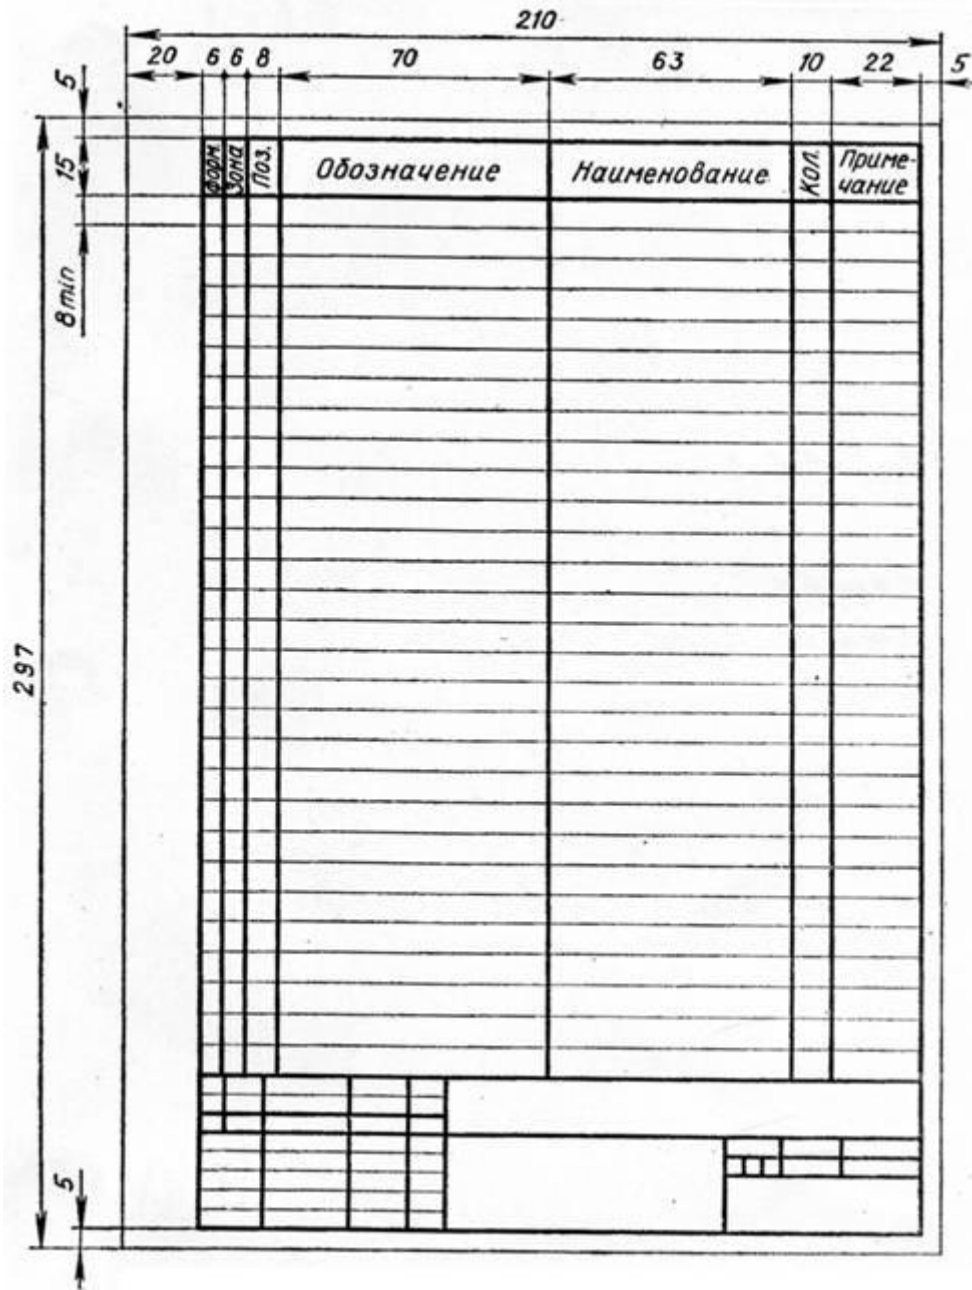 210
20 6 6 8 70 63 10 22 5
5
15
8 min
297
5
Форм.
Зона
Поз.
Обозначение
Наименование
Кол.
Приме-
чание